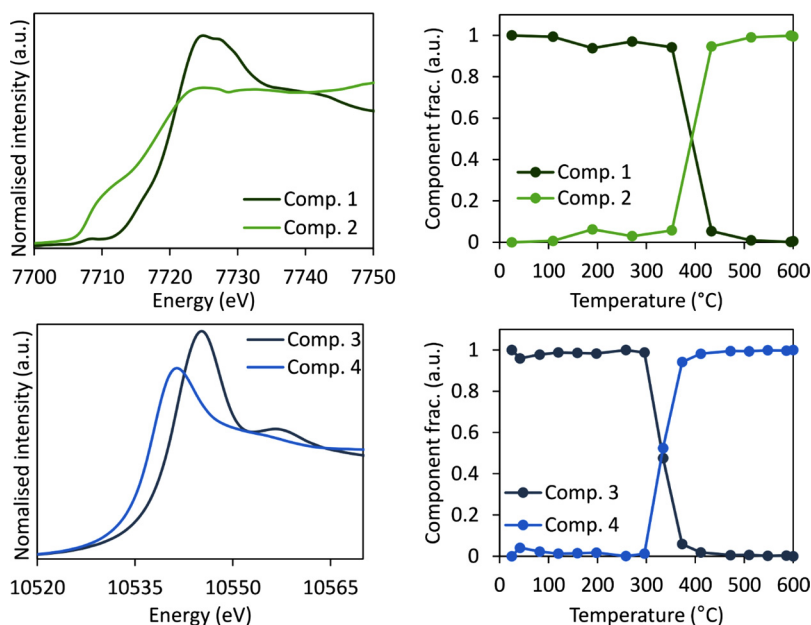 Normalised intensity (a.u.)
Comp. 1
Comp. 2
7700 7710 7720 7730 7740 7750
Energy (eV)
Component frac. (a.u.)
1
0.8
0.6
0.4
0.2
0
Comp. 1
Comp. 2
0 100 200 300 400 500 600
Temperature (°C)
Nomalised intensity (a.u.)
Comp. 3
Comp. 4
10520 10535 10550 10565
Energy (eV)
Component frac. (a.u.)
1
0.8
0.6
0.4
0.2
0
Comp. 3
Comp. 4
0 100 200 300 400 500 600
Temperature (°C)